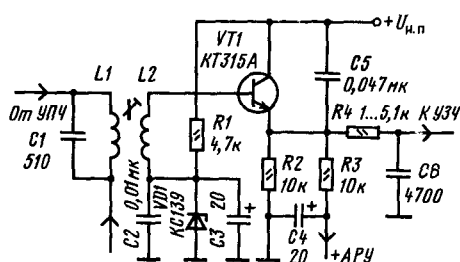 VT1
КТ315А
+Uи.п
L1
L2
C5
0,047мк
От УПЧ
R4 1...5,1к
К УЗЧ
C1
510
R1
4,7к
0,01мк
VD1
КС139
20
R2
10к
R3
10к
C6
4700
C2
C3
C4
20
+АРУ